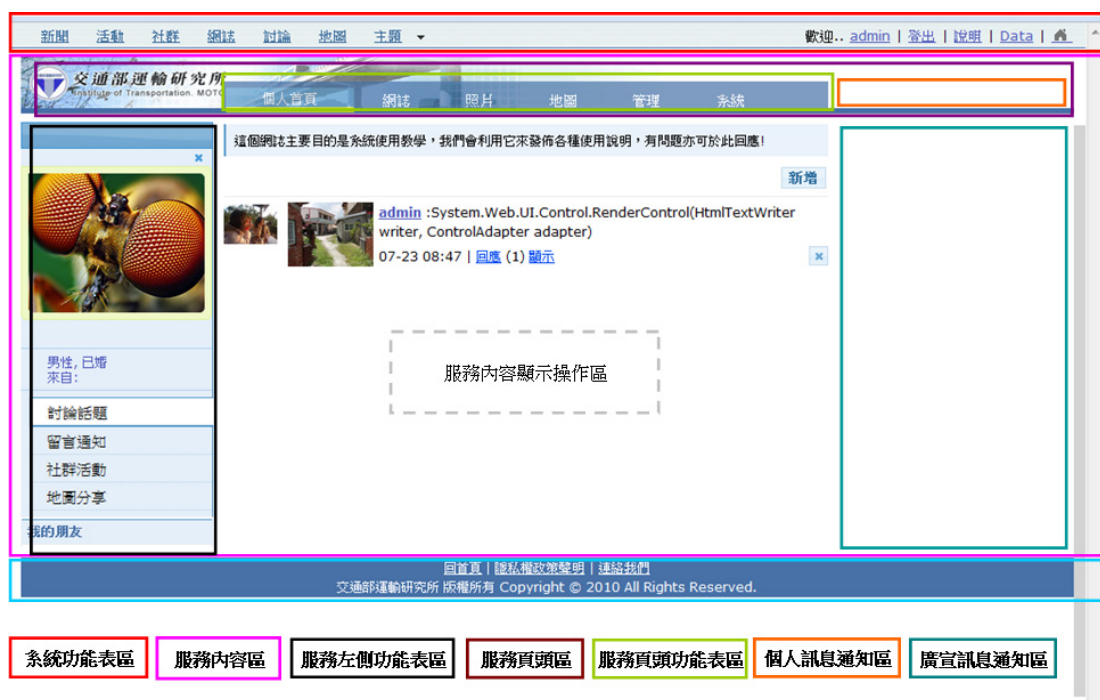 新聞 活動 社群 網誌 討論 地圖 主題 歡迎.. admin | 登出 | 說明 | Data |
交通部運輸研究所
Institute of Transportation. MOTC
個人首頁 網誌 照片 地圖 管理 系統
這個網誌主要目的是系統使用教學，我們會利用它來發佈各種使用說明，有問題亦可於此回應!
新增
admin :System.Web.UI.Control.RenderControl(HtmlTextWriter
writer, ControlAdapter adapter)
07-23 08:47 | 回應 (1) 顯示
男性, 已婚
來自:
討論話題
留言通知
社群活動
地圖分享
我的朋友
服務內容顯示操作區
回首頁 | 隱私權政策聲明 | 連絡我們
交通部運輸研究所 版權所有 Copyright © 2010 All Rights Reserved.
系統功能表區 服務內容區 服務左側功能表區 服務頁頭區 服務頁頭功能表區 個人訊息通知區 廣宣訊息通知區